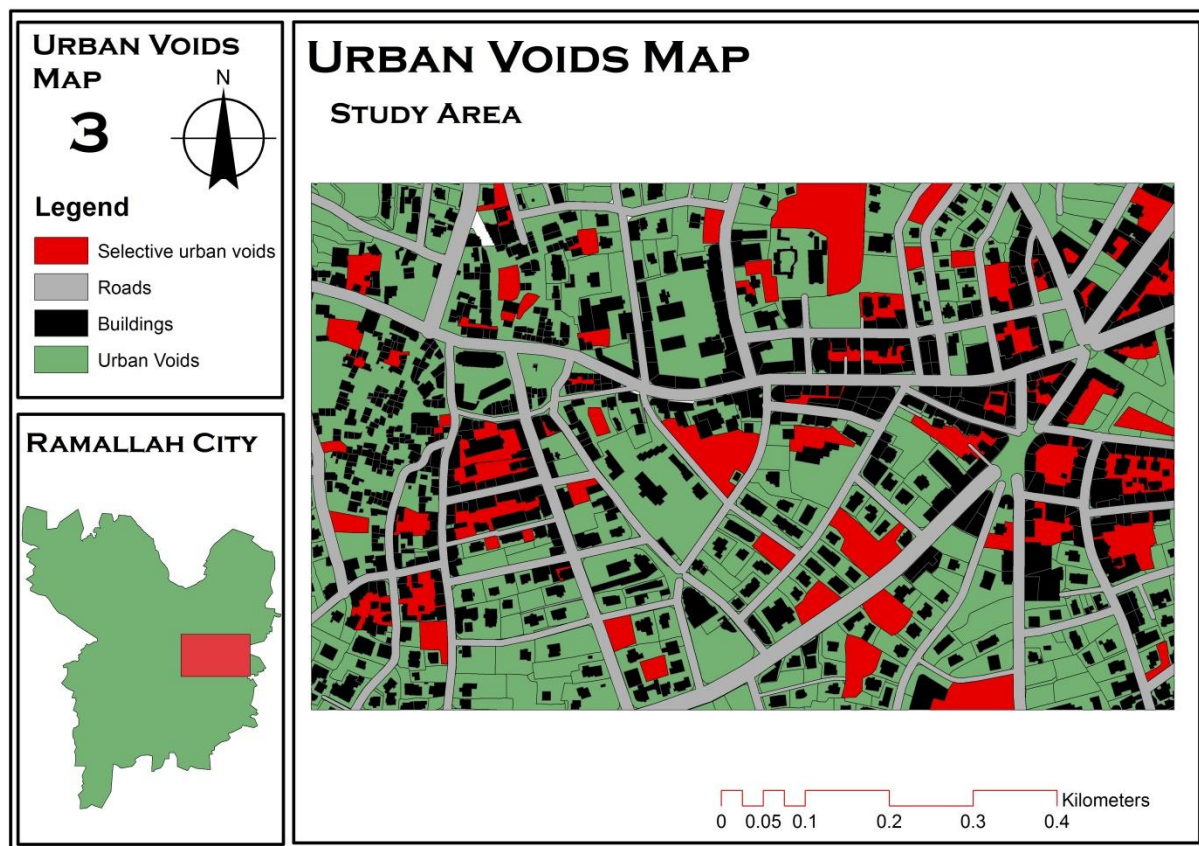 URBAN VOIDS
MAP
3
N
Legend
Selective urban voids
Roads
Buildings
Urban Voids
RAMALLAH CITY
URBAN VOIDS MAP
STUDY AREA
Kilometers
0 0.05 0.1 0.2 0.3 0.4